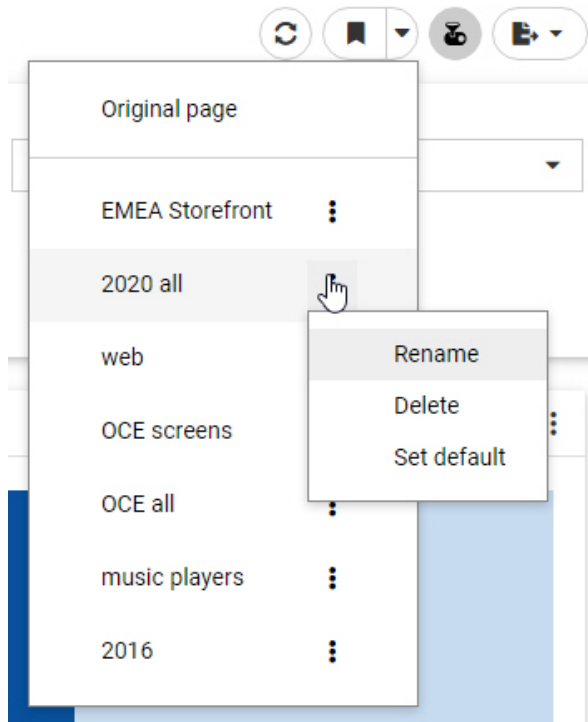 Original page
EMEA Storefront
2020 all
web
Rename
OCE screens
Delete
Set default
OCE all
music players
2016